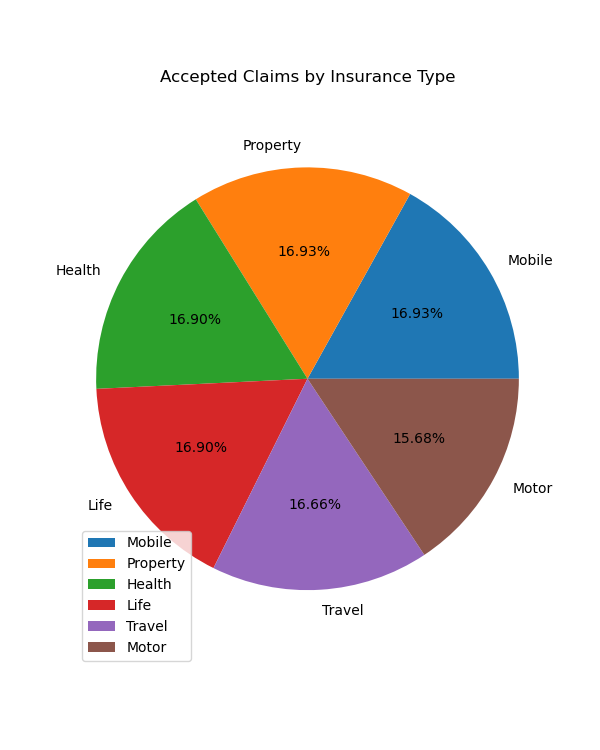 Accepted Claims by Insurance Type
Property
Mobile
16.93%
Health
16.93%
16.90%
15.68%
16.90%
Motor
Life
16.66%
Travel
Mobile
Property
Health
Life
Travel
Motor